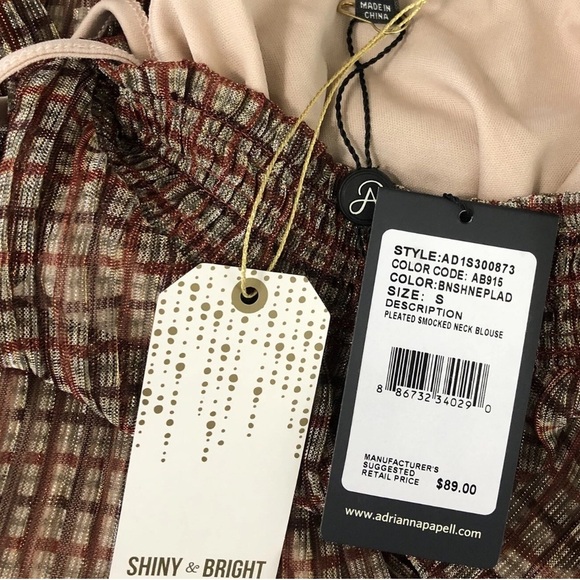 MADE IN
CHINA
A
STYLE:AD1S300873
COLOR CODE: AB915
COLOR:BNSHNEPLAD
SIZE: S
DESCRIPTION
PLEATED SMOCKED NECK BLOUSE
8 86732 34029 0
MANUFACTURER'S
SUGGESTED
RETAIL PRICE $89.00
www.adriannapapell.com
SHINY & BRIGHT